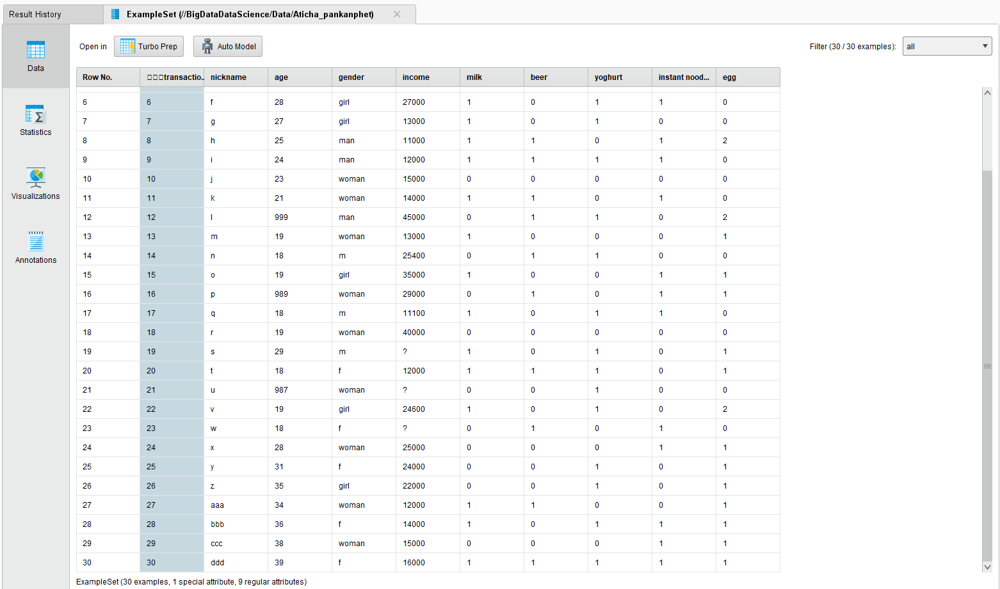 Result History
ExampleSet (//BigDataDataScience/Data/Aticha_pankanphet)
Open in Turbo Prep Auto Model Filter (30 / 30 examples): all
Data
Statistics
Visualizations
Annotations
Row No. □□□transactio... nickname age gender income milk beer yoghurt instant nood... egg
6 6 f 28 girl 27000 1 0 1 1 0
7 7 g 27 girl 13000 1 0 1 0 0
8 8 h 25 man 11000 1 1 0 1 2
9 9 i 24 man 12000 1 1 1 1 0
10 10 j 23 woman 15000 0 0 0 0 0
11 11 k 21 woman 14000 1 1 0 1 0
12 12 l 999 man 45000 0 1 1 0 2
13 13 m 19 woman 13000 1 0 0 0 1
14 14 n 18 m 25400 0 1 1 0 0
15 15 o 19 girl 35000 1 0 0 1 1
16 16 p 989 woman 29000 0 1 0 1 1
17 17 q 18 m 11100 1 0 1 1 0
18 18 r 19 woman 40000 0 0 0 0 0
19 19 s 29 m ? 1 0 1 0 1
20 20 t 18 f 12000 1 1 1 0 1
21 21 u 987 woman ? 0 0 1 0 0
22 22 v 19 girl 24600 1 0 1 0 2
23 23 w 18 f ? 0 1 0 1 0
24 24 x 28 woman 25000 0 0 0 1 1
25 25 y 31 f 24000 0 0 1 0 1
26 26 z 35 girl 22000 0 0 1 0 1
27 27 aaa 34 woman 12000 1 1 0 0 1
28 28 bbb 36 f 14000 1 0 1 1 1
29 29 ccc 38 woman 15000 0 0 0 1 1
30 30 ddd 39 f 16000 1 1 1 1 1
ExampleSet (30 examples, 1 special attribute, 9 regular attributes)